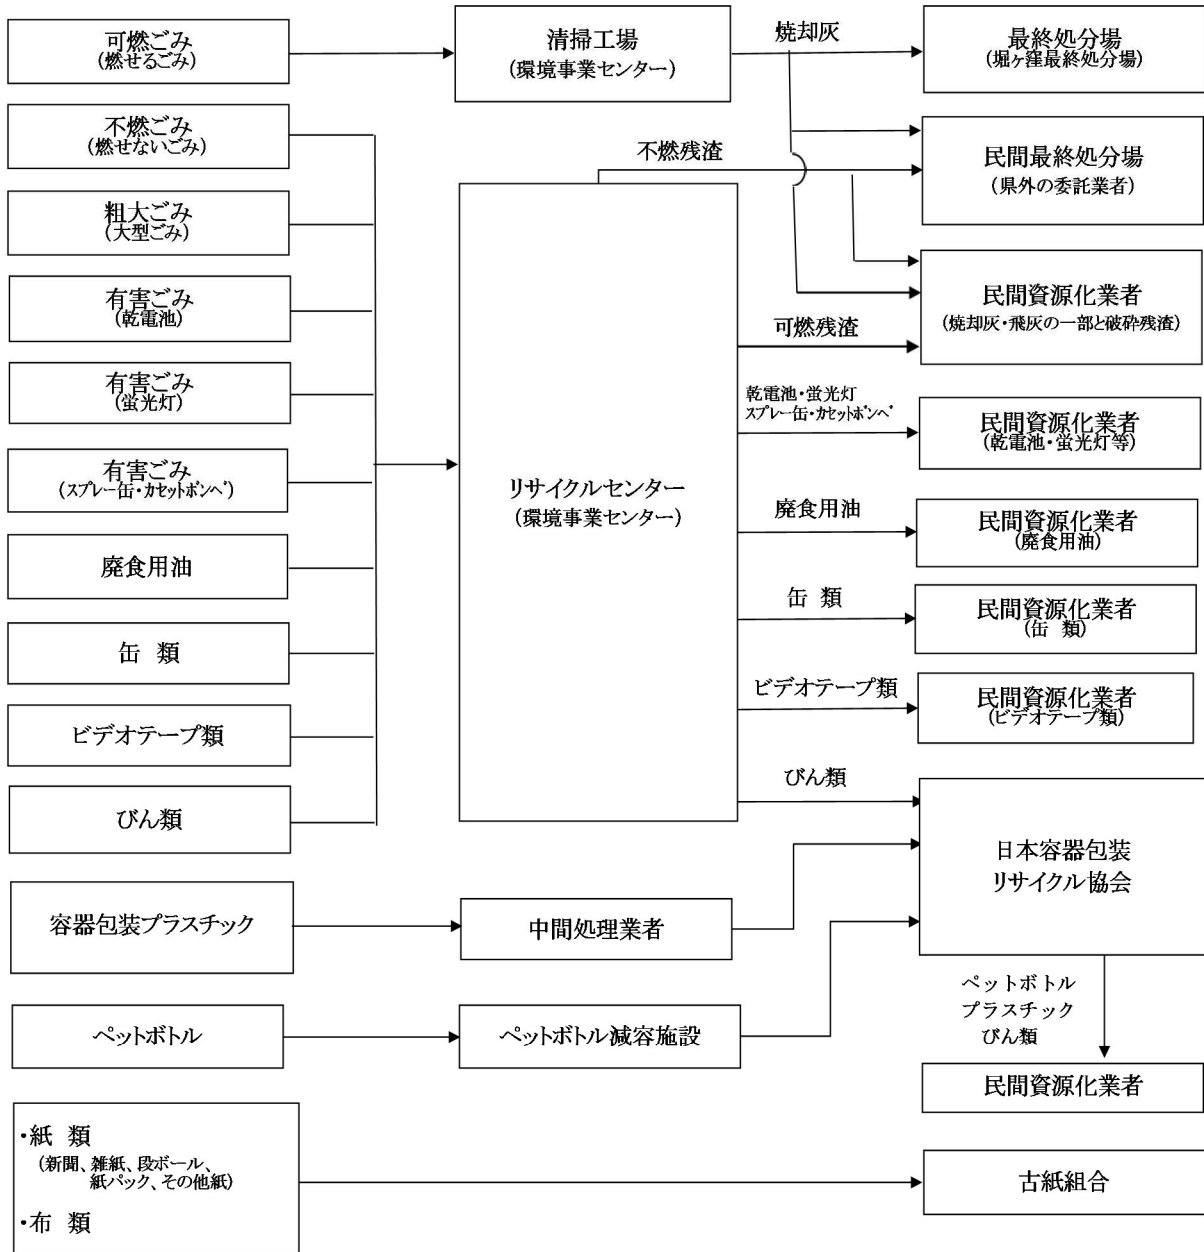 可燃ごみ
(燃せるごみ)
清掃工場
(環境事業センター)
焼却灰
最終処分場
(堀ヶ窪最終処分場)
不燃ごみ
(燃せないごみ)
不燃残渣
民間最終処分場
(県外の委託業者)
粗大ごみ
(大型ごみ)
有害ごみ
(乾電池)
民間資源化業者
(焼却灰・飛灰の一部と破砕残渣)
可燃残渣
有害ごみ
(蛍光灯)
乾電池・蛍光灯
スプレー缶・カセットボンベ
民間資源化業者
(乾電池・蛍光灯等)
有害ごみ
(スプレー缶・カセットボンベ)
リサイクルセンター
(環境事業センター)
廃食用油
民間資源化業者
(廃食用油)
廃食用油
缶 類
民間資源化業者
(缶 類)
缶 類
ビデオテープ類
民間資源化業者
(ビデオテープ類)
ビデオテープ類
びん類
びん類
日本容器包装
リサイクル協会
容器包装プラスチック
中間処理業者
ペットボトル
プラスチック
びん類
ペットボトル
ペットボトル減容施設
民間資源化業者
・紙 類
(新聞、雑紙、段ボール、
紙パック、その他紙)
・布 類
古紙組合